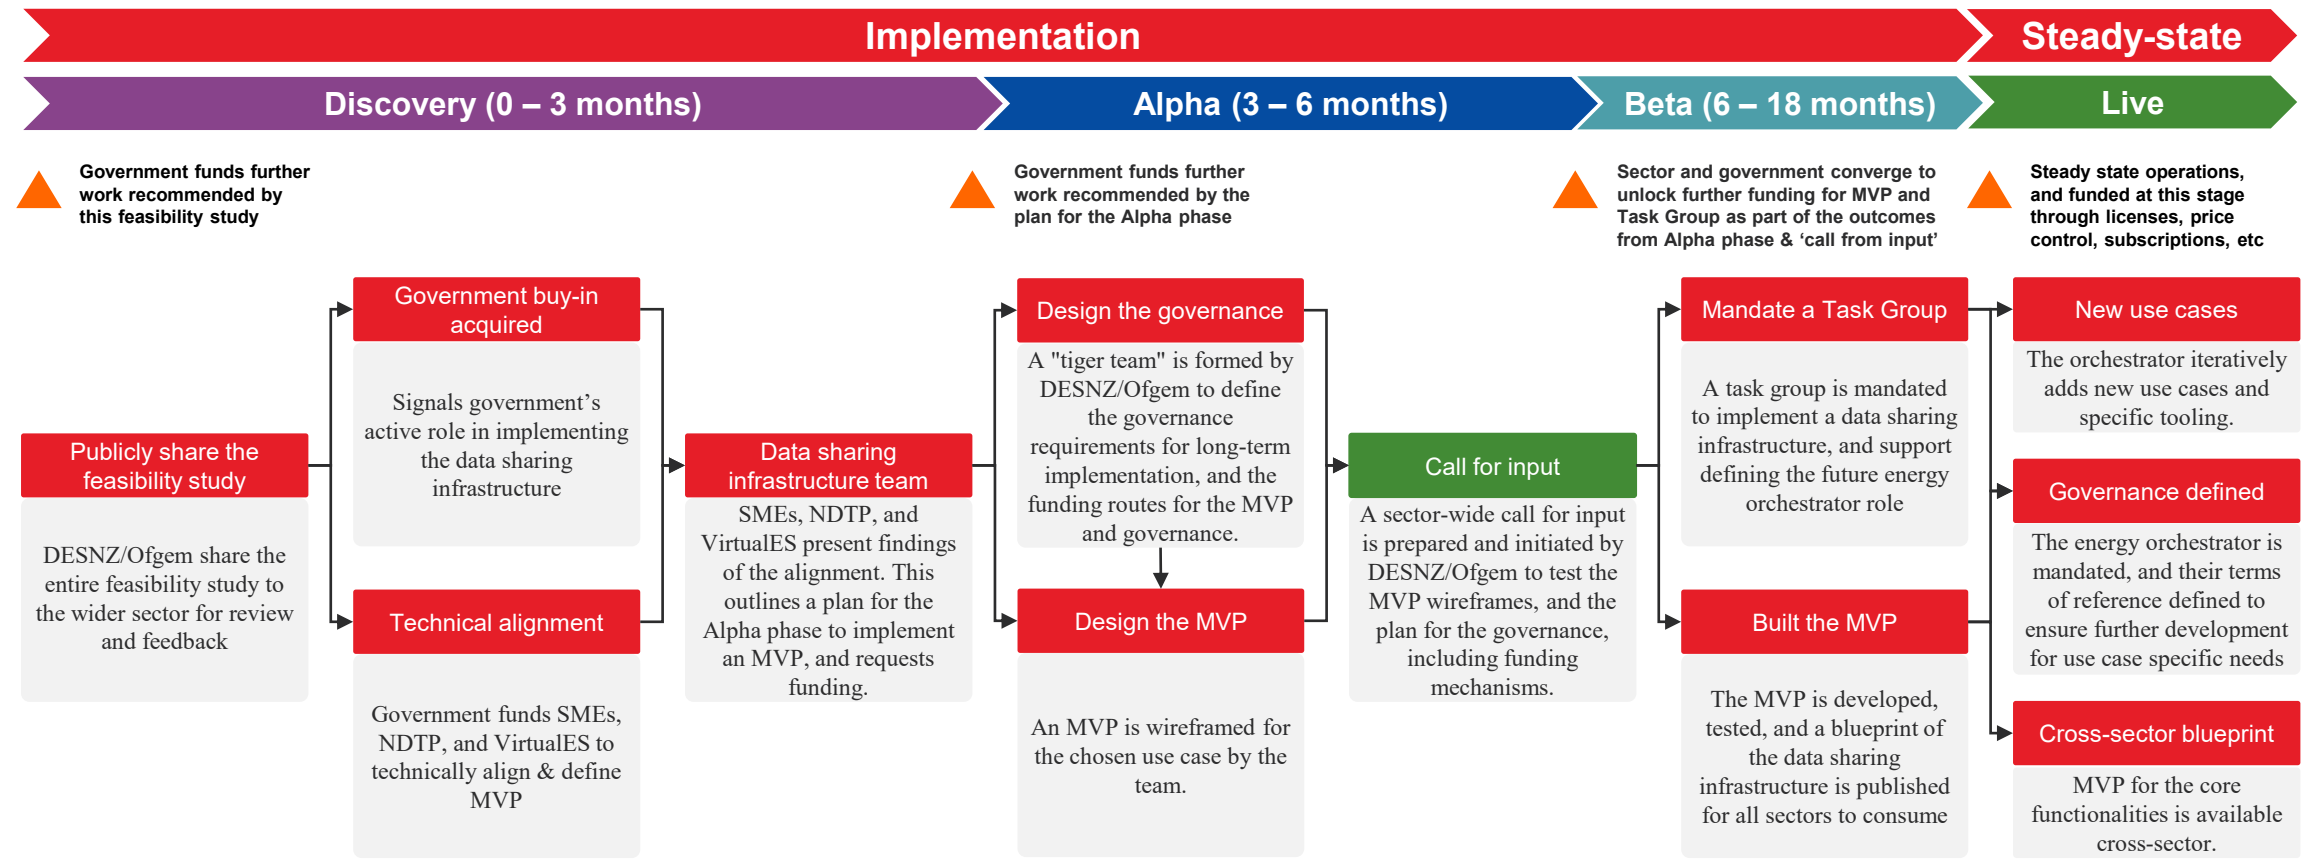 Implementation
Steady-state
Discovery (0 – 3 months)
Alpha (3 – 6 months)
Beta (6 – 18 months)
Live
Government funds further
work recommended by
this feasibility study
Government funds further
work recommended by the
plan for the Alpha phase
Sector and government converge to
unlock further funding for MVP and
Task Group as part of the outcomes
from Alpha phase & ‘call from input’
Steady state operations,
and funded at this stage
through licenses, price
control, subscriptions, etc
Publicly share the
feasibility study
DESNZ/Ofgem share the
entire feasibility study to
the wider sector for review
and feedback
Government buy-in
acquired
Signals government’s
active role in implementing
the data sharing
infrastructure
Technical alignment
Government funds SMEs,
NDTP, and VirtualES to
technically align & define
MVP
Data sharing
infrastructure team
SMEs, NDTP, and
VirtualES present findings
of the alignment. This
outlines a plan for the
Alpha phase to implement
an MVP, and requests
funding.
Design the governance
A "tiger team" is formed by
DESNZ/Ofgem to define
the governance
requirements for long-term
implementation, and the
funding routes for the MVP
and governance.
Design the MVP
An MVP is wireframed for
the chosen use case by the
team.
Call for input
A sector-wide call for input
is prepared and initiated by
DESNZ/Ofgem to test the
MVP wireframes, and the
plan for the governance,
including funding
mechanisms.
Mandate a Task Group
A task group is mandated
to implement a data sharing
infrastructure, and support
defining the future energy
orchestrator role
Built the MVP
The MVP is developed,
tested, and a blueprint of
the data sharing
infrastructure is published
for all sectors to consume
New use cases
The orchestrator iteratively
adds new use cases and
specific tooling.
Governance defined
The energy orchestrator is
mandated, and their terms
of reference defined to
ensure further development
for use case specific needs
Cross-sector blueprint
MVP for the core
functionalities is available
cross-sector.